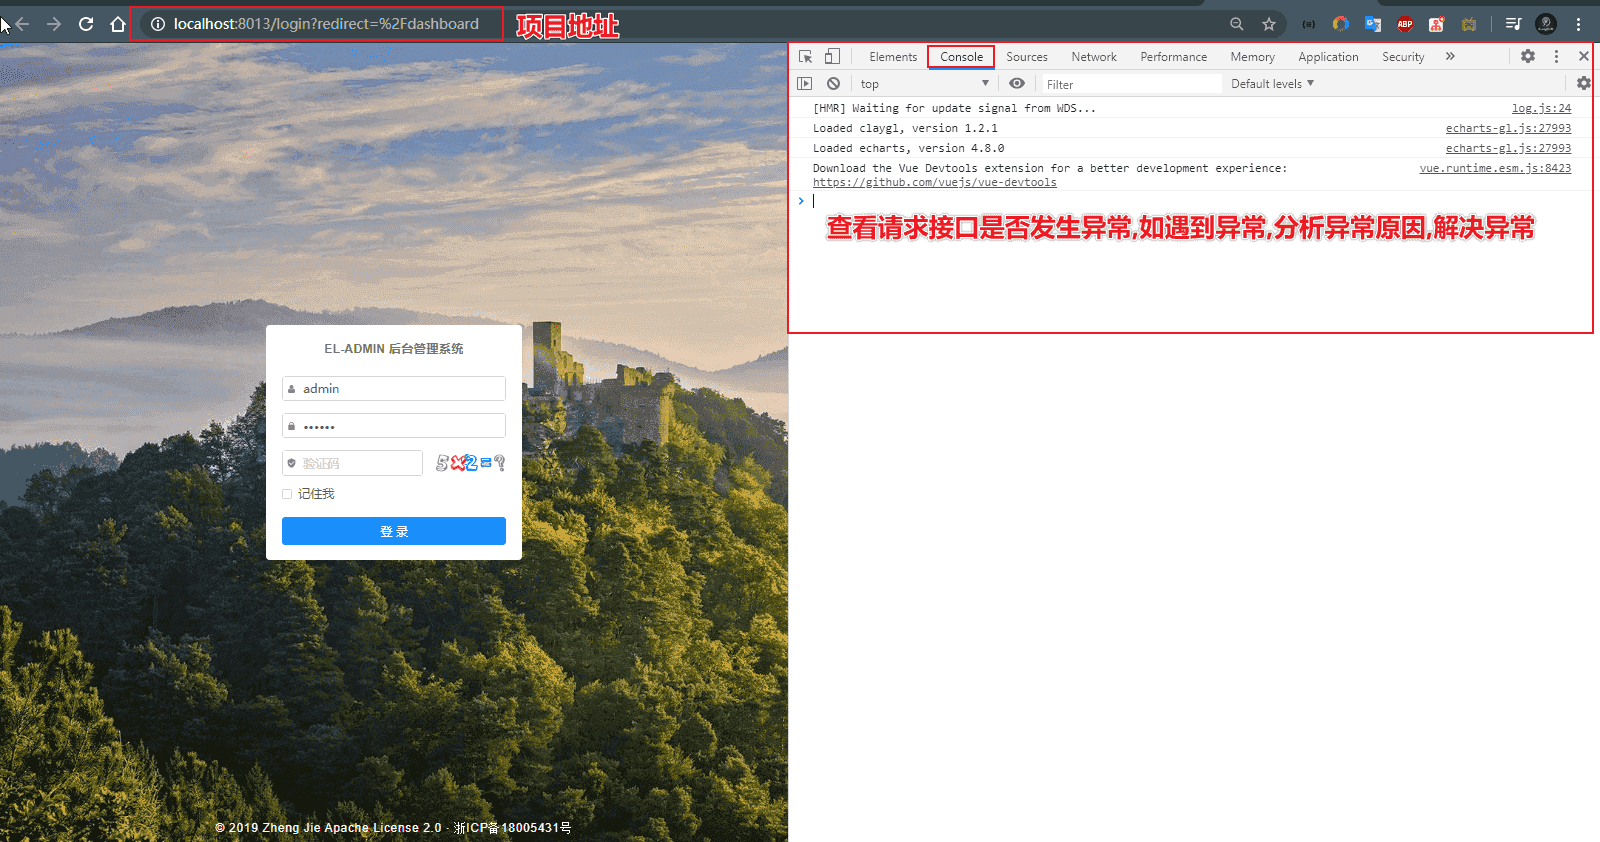 localhost:8013/login?redirect=%2Fdashboard
项目地址
ABP
Elements Console Sources Network Performance Memory Application Security
top Filter Default levels
[HMR] Waiting for update signal from WDS... log.js:24
Loaded claygl, version 1.2.1 echarts-gl.js:27993
Loaded echarts, version 4.8.0 echarts-gl.js:27993
Download the Vue Devtools extension for a better development experience: vue.runtime.esm.js:8423
https://github.com/vuejs/vue-devtools
查看请求接口是否发生异常,如遇到异常,分析异常原因,解决异常
EL-ADMIN 后台管理系统
admin
••••••
验证码 5×2=?
记住我
登 录
© 2019 Zheng Jie Apache License 2.0 · 浙ICP备18005431号